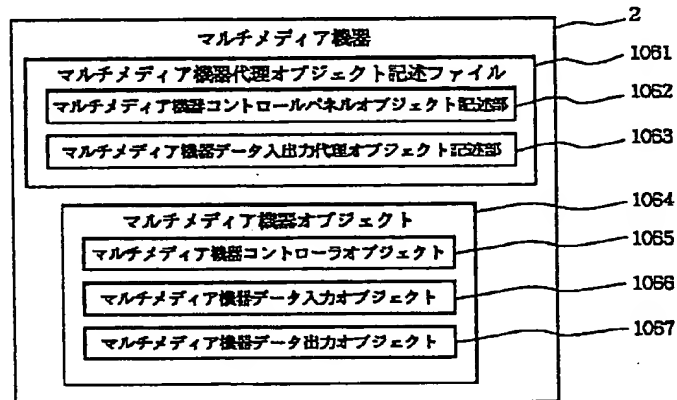 2
マルチメディア機器
1061
マルチメディア機器代理オブジェクト記述ファイル
1062
マルチメディア機器コントロールパネルオブジェクト記述部
1063
マルチメディア機器データ入出力代理オブジェクト記述部
1064
マルチメディア機器オブジェクト
1065
マルチメディア機器コントローラオブジェクト
1066
マルチメディア機器データ入力オブジェクト
1067
マルチメディア機器データ出力オブジェクト